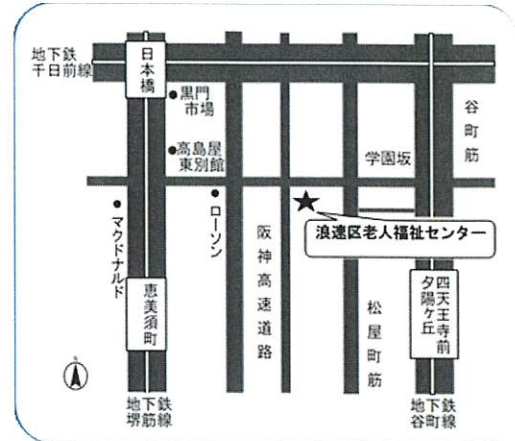 地下鉄
千日前線
日本橋
黒門
市場
高島屋
東別館
学園坂
谷町筋
マクドナルド
ローソン
浪速区老人福祉センター
阪神高速道路
恵美須町
松屋町筋
四天王寺前
夕陽ヶ丘
N
地下鉄
堺筋線
地下鉄
谷町線